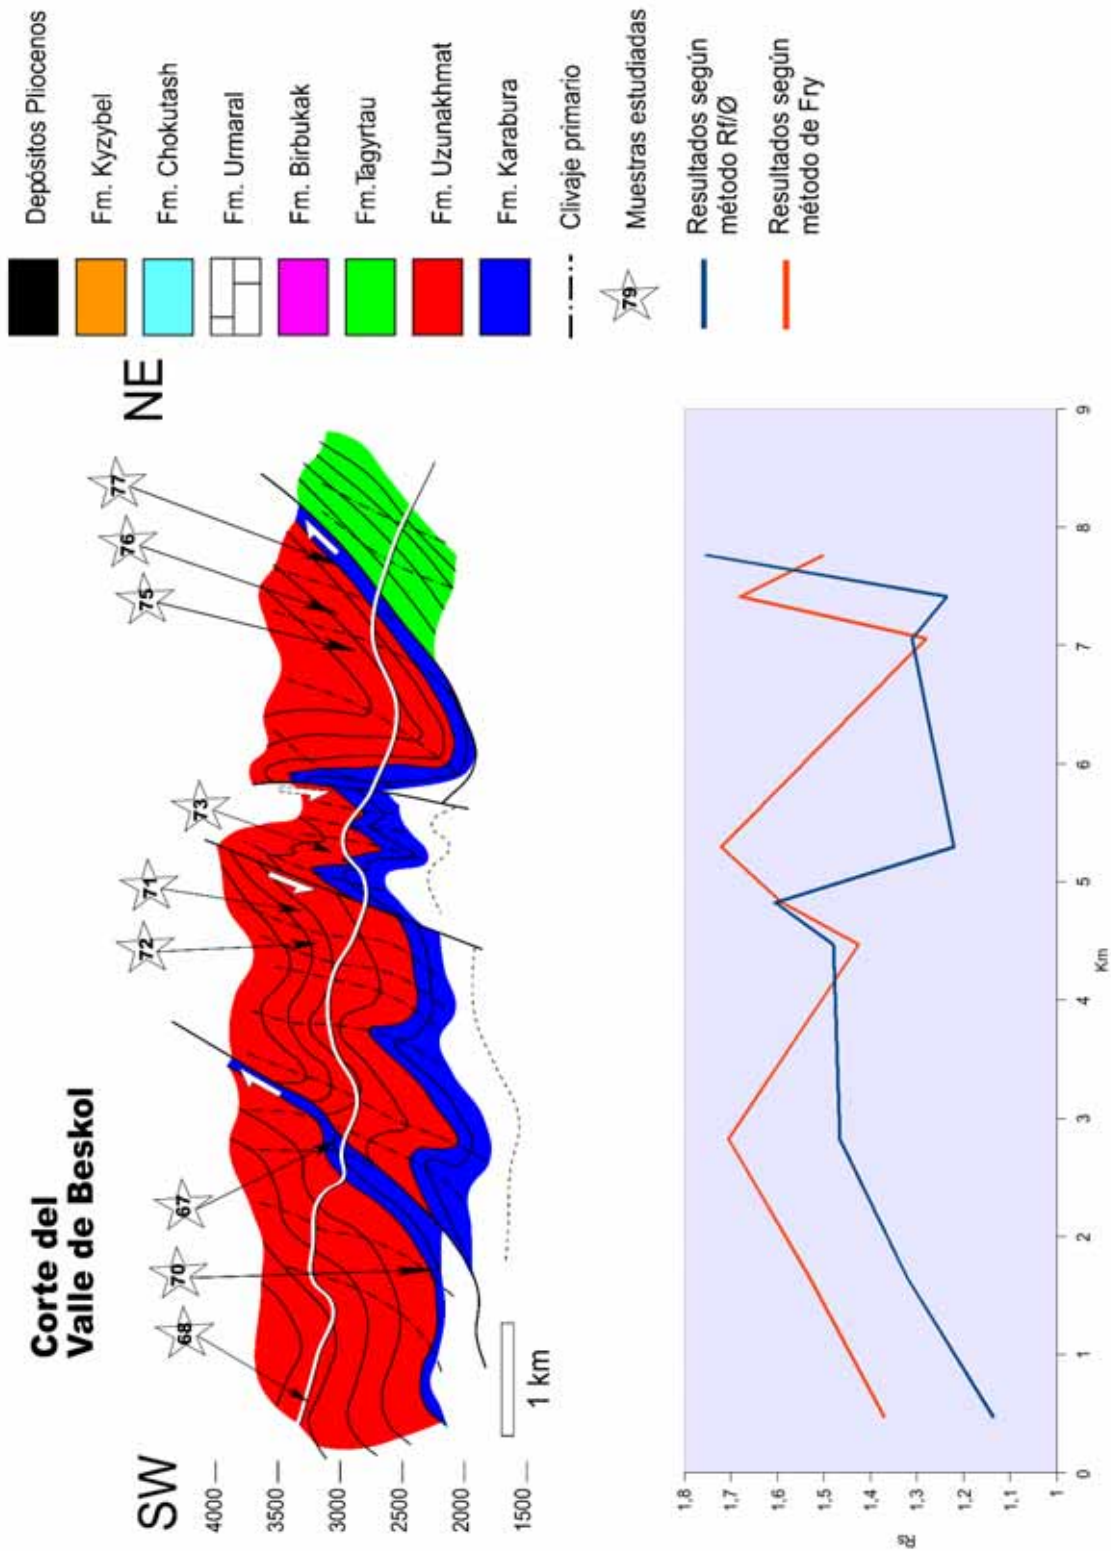 Corte del
Valle de Beskol
SW
NE
4000
3500
3000
2500
2000
1500
1 km
68
70
67
72
71
73
75
76
77
Depósitos Pliocenos
Fm. Kyzybel
Fm. Chokutash
Fm. Urmaral
Fm. Birbukak
Fm.Tagyrtau
Fm. Uzunakhmat
Fm. Karabura
Clivaje primario
79
Muestras estudiadas
Resultados según
método Rf/Ø
Resultados según
método de Fry
1,8
1,7
1,6
1,5
1,4
1,3
1,2
1,1
1
Rs
0
1
2
3
4
5
6
7
8
9
Km